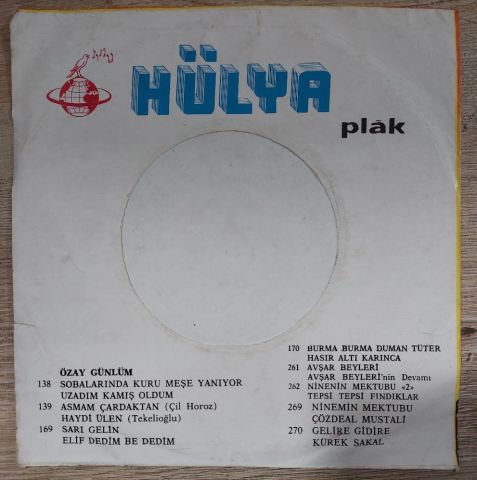 HÜLYA
plâk
ÖZAY GÜNLÜM
138 SOBALARINDA KURU MEŞE YANIYOR
UZADIM KAMIŞ OLDUM
139 ASMAM ÇARDAKTAN (Çil Horoz)
HAYDİ ÜLEN (Tekelioğlu)
169 SARI GELİN
ELİF DEDİM BE DEDİM
170 BURMA BURMA DUMAN TÜTER
HASIR ALTI KARINCA
261 AVŞAR BEYLERİ
AVŞAR BEYLERİ'nin Devamı
262 NİNENİN MEKTUBU «2»
TEPSİ TEPSİ FINDIKLAR
269 NİNEMİN MEKTUBU
ÇÖZDEAL MUSTALİ
270 GELİRE GİDİRE
KÜREK SAKAL